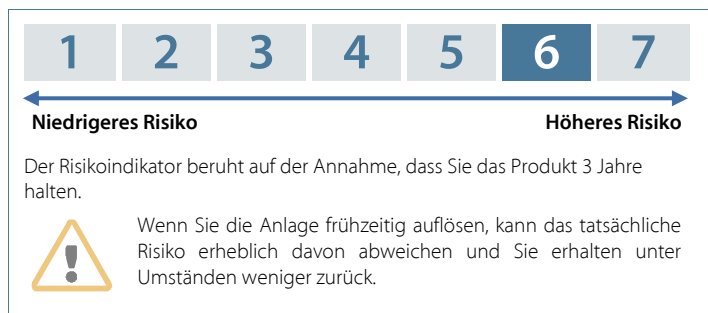 1 2 3 4 5 6 7
Niedrigeres Risiko Höheres Risiko
Der Risikoindikator beruht auf der Annahme, dass Sie das Produkt 3 Jahre
halten.
Wenn Sie die Anlage frühzeitig auflösen, kann das tatsächliche
Risiko erheblich davon abweichen und Sie erhalten unter
Umständen weniger zurück.